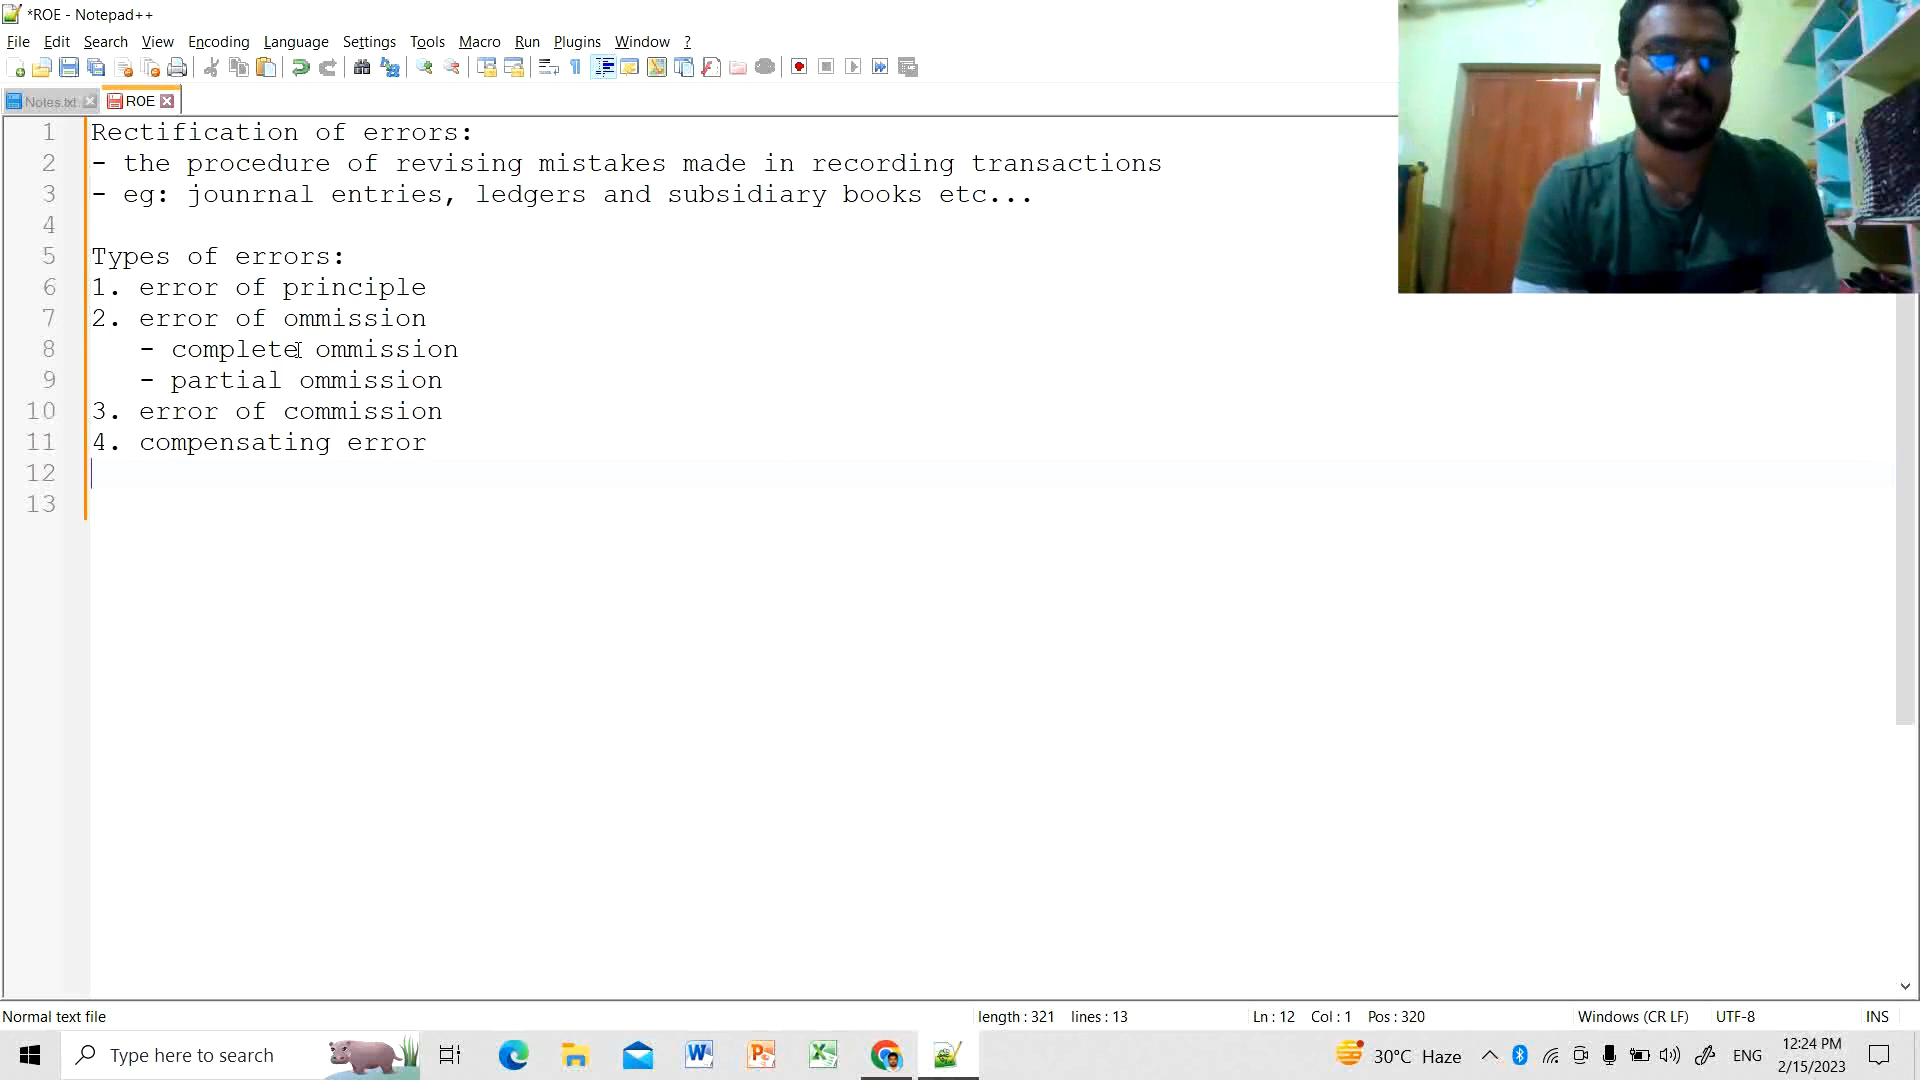 *ROE - Notepad++
File Edit Search View Encoding Language Settings Tools Macro Run Plugins Window ?
Notes.txt ROE
1 Rectification of errors:
2 - the procedure of revising mistakes made in recording transactions
3 - eg: jounrnal entries, ledgers and subsidiary books etc...
4
5 Types of errors:
6 1. error of principle
7 2. error of ommission
8 - complete ommission
9 - partial ommission
10 3. error of commission
11 4. compensating error
12
13
Normal text file length : 321 lines : 13 Ln : 12 Col : 1 Pos : 320 Windows (CR LF) UTF-8 INS
Type here to search 30°C Haze ENG 12:24 PM
2/15/2023